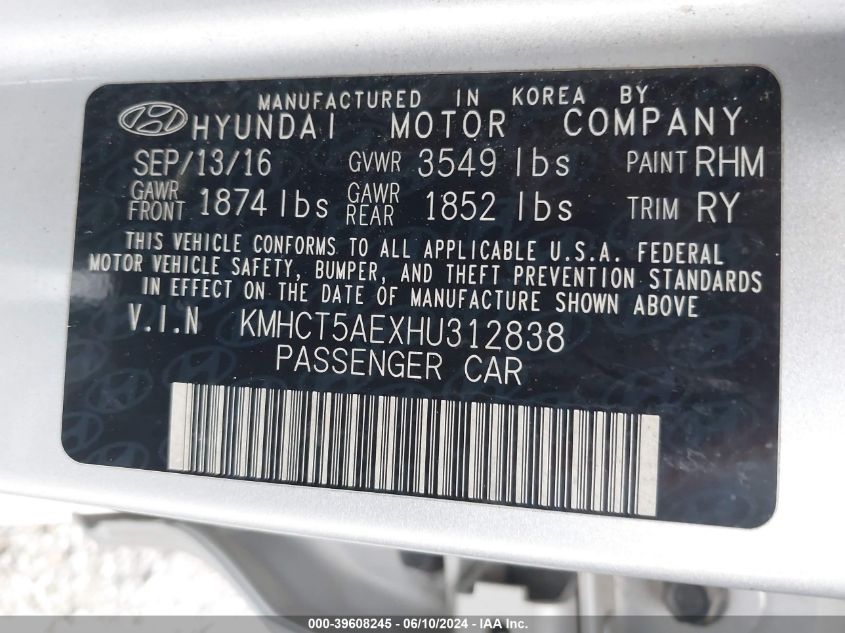 MANUFACTURED IN KOREA BY
HYUNDAI MOTOR COMPANY
SEP/13/16 GVWR 3549 lbs PAINT RHM
GAWR FRONT 1874 lbs GAWR REAR 1852 lbs TRIM RY
THIS VEHICLE CONFORMS TO ALL APPLICABLE U.S.A. FEDERAL
MOTOR VEHICLE SAFETY, BUMPER, AND THEFT PREVENTION STANDARDS
IN EFFECT ON THE DATE OF MANUFACTURE SHOWN ABOVE
V.I.N KMHCT5AEXHU312838
PASSENGER CAR
000-39608245 - 06/10/2024 - IAA Inc.